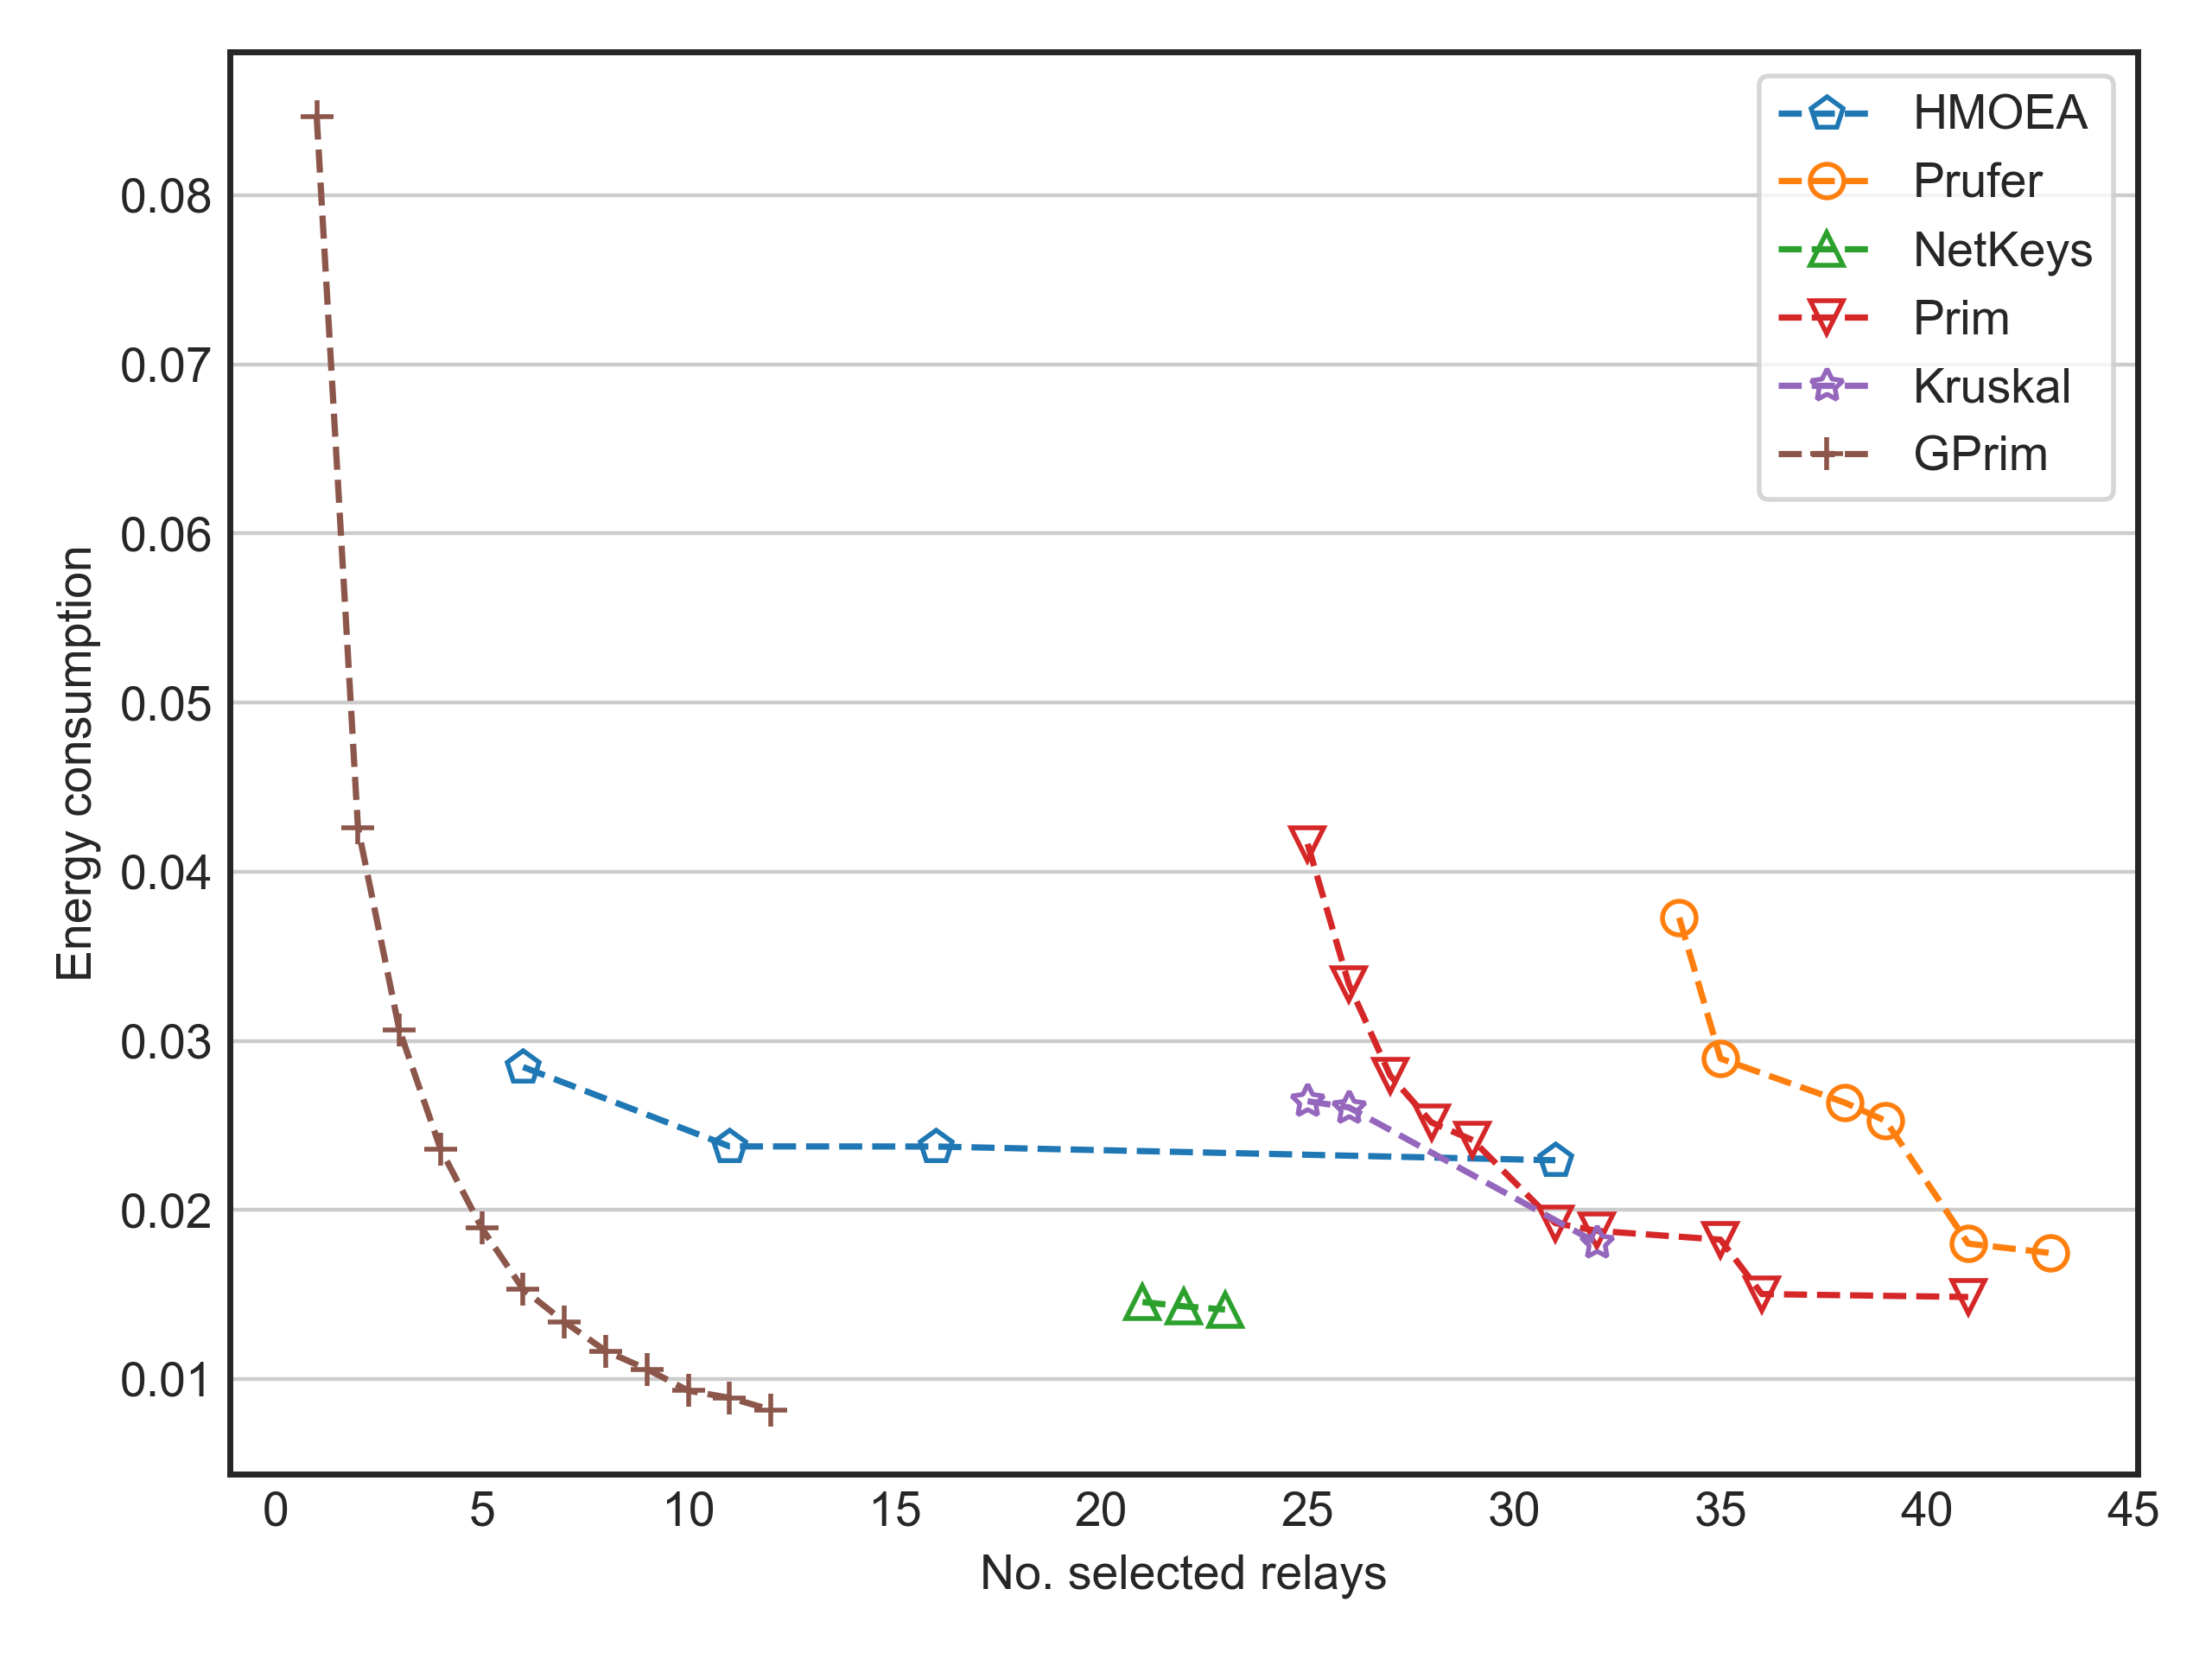 HMOEA
Prufer
NetKeys
Prim
Kruskal
GPrim
Energy consumption
0.08
0.07
0.06
0.05
0.04
0.03
0.02
0.01
0 5 10 15 20 25 30 35 40 45
No. selected relays